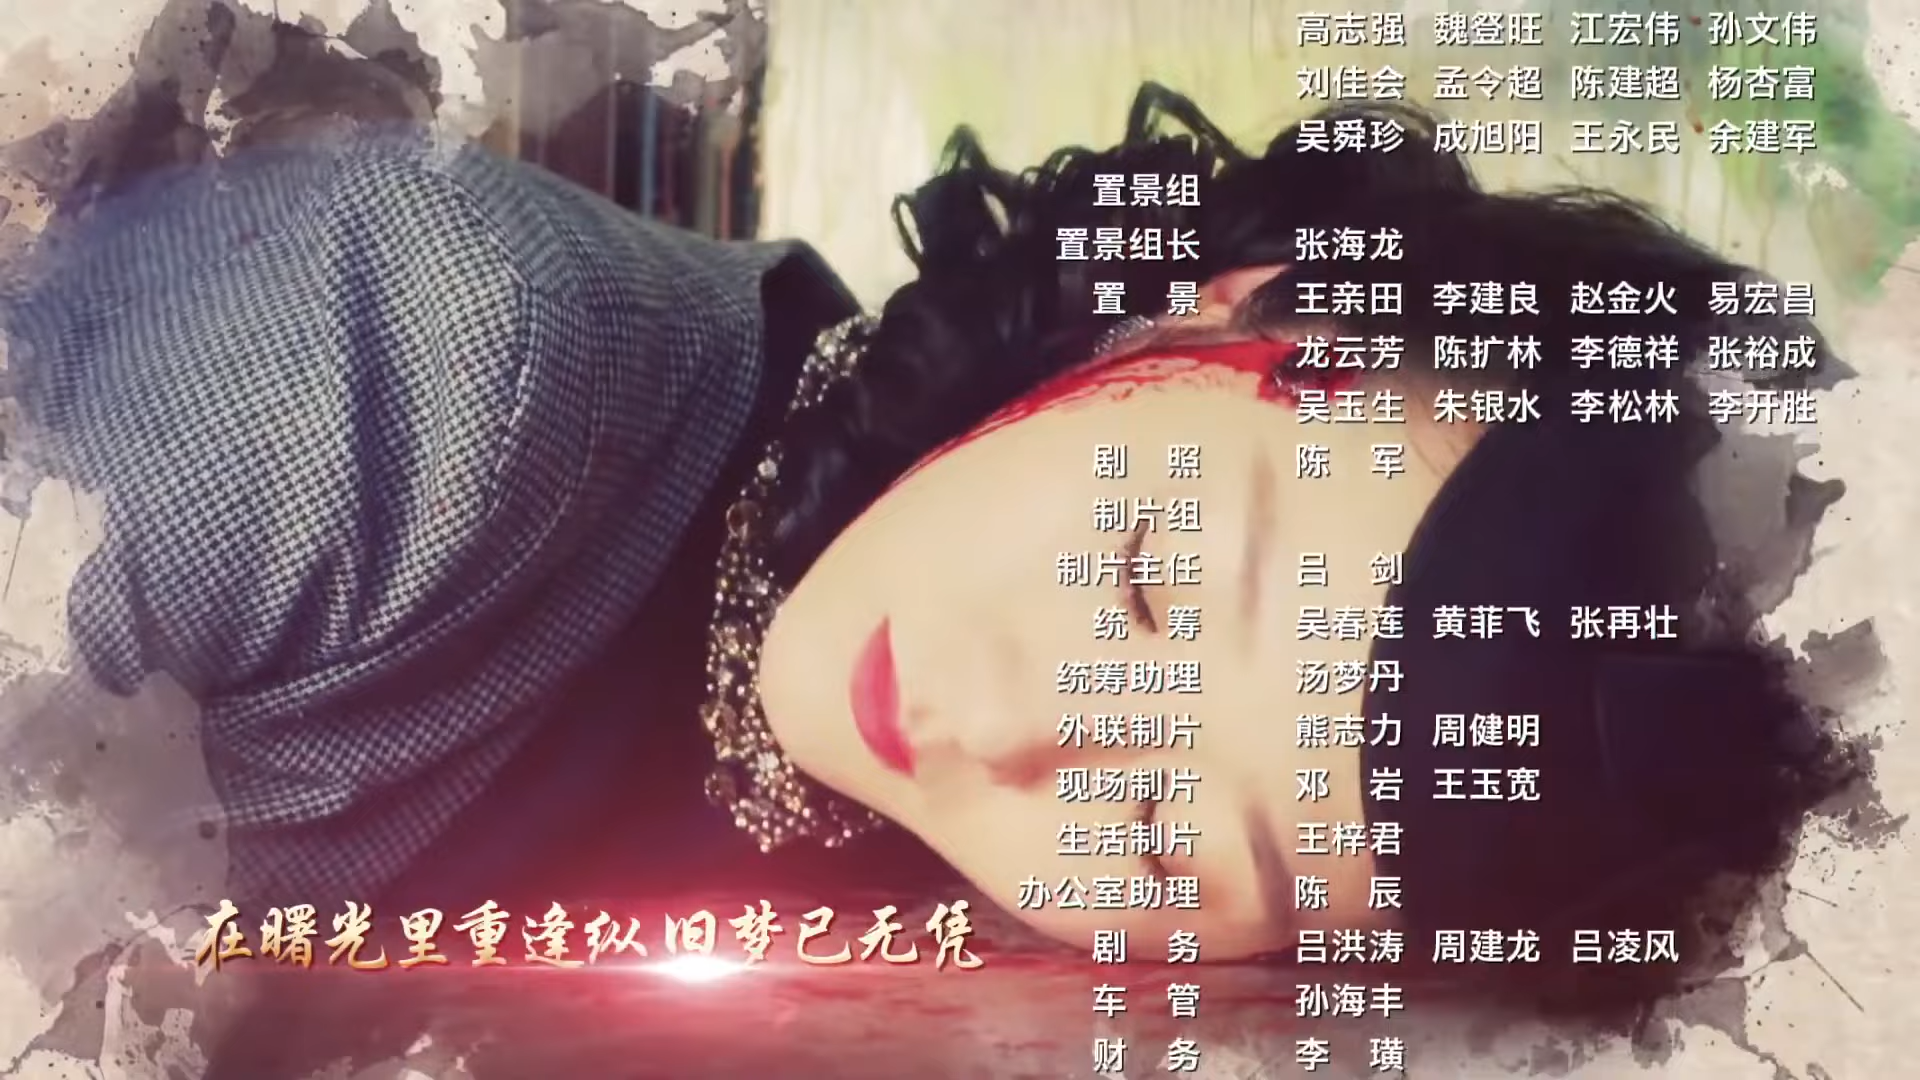 高志强 魏登旺 江宏伟 孙文伟
刘佳会 孟令超 陈建超 杨杏富
吴舜珍 成旭阳 王永民 余建军
置景组
置景组长 张海龙
置 景 王亲田 李建良 赵金火 易宏昌
龙云芳 陈扩林 李德祥 张裕成
吴玉生 朱银水 李松林 李开胜
剧 照 陈 军
制片组
制片主任 吕 剑
统 筹 吴春莲 黄菲飞 张再壮
统筹助理 汤梦丹
外联制片 熊志力 周健明
现场制片 邓 岩 王玉宽
生活制片 王梓君
办公室助理 陈 辰
剧 务 吕洪涛 周建龙 吕凌风
车 管 孙海丰
财 务 李 璜
在曙光里重逢纵旧梦已无凭